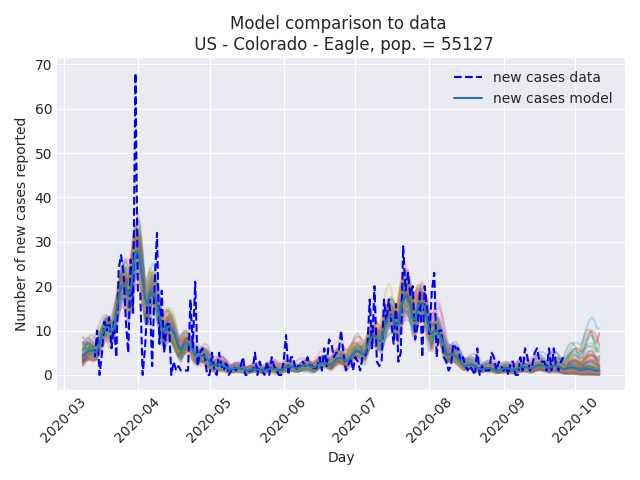 Model comparison to data
US - Colorado - Eagle, pop. = 55127
new cases data
new cases model
Number of new cases reported
70
60
50
40
30
20
10
0
2020-03
2020-04
2020-05
2020-06
2020-07
2020-08
2020-09
2020-10
Day